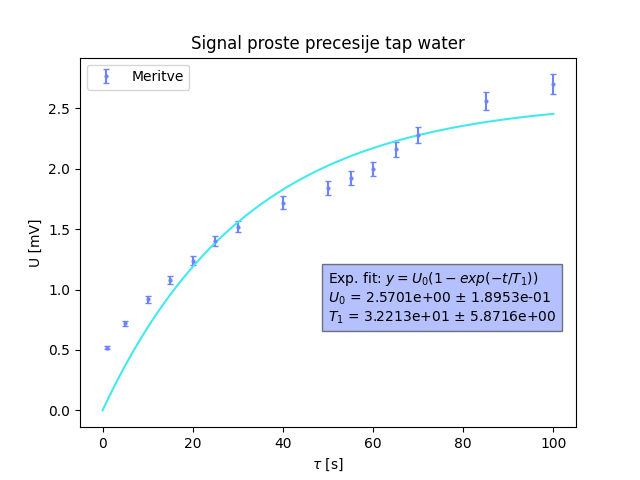 Signal proste precesije tap water
Meritve
U [mV]
2.5
2.0
1.5
1.0
0.5
0.0
Exp. fit: y = U₀(1 − exp(−t/T₁))
U₀ = 2.5701e+00 ± 1.8953e-01
T₁ = 3.2213e+01 ± 5.8716e+00
0 20 40 60 80 100
τ [s]